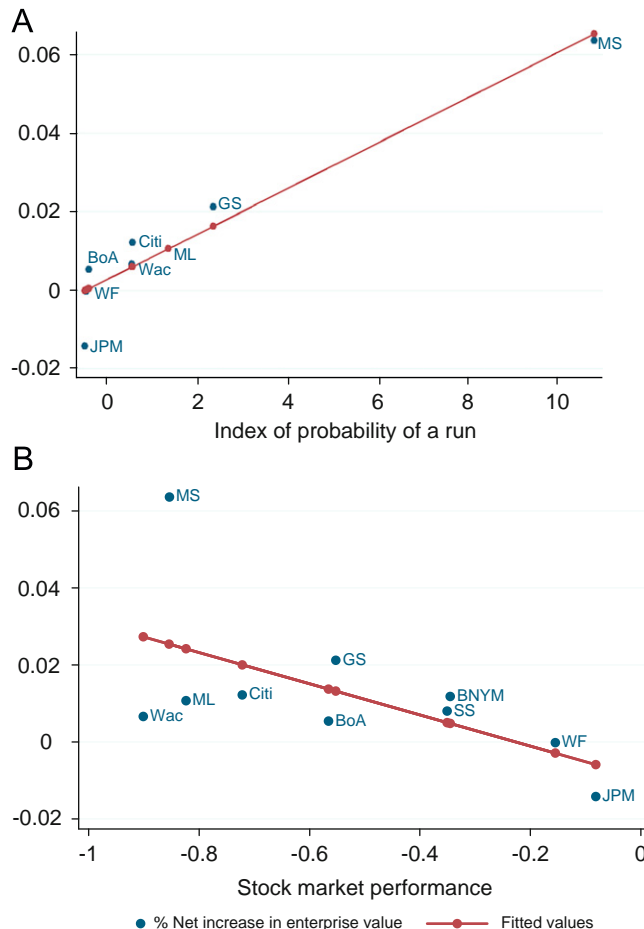 A
0.06
0.04
0.02
0
-0.02
MS
GS
Citi
ML
BoA
Wac
WF
JPM
0 2 4 6 8 10
Index of probability of a run
B
0.06
0.04
0.02
0
-0.02
MS
GS
BNYM
Citi
ML
SS
Wac
BoA
WF
JPM
-1 -0.8 -0.6 -0.4 -0.2 0
Stock market performance
% Net increase in enterprise value Fitted values